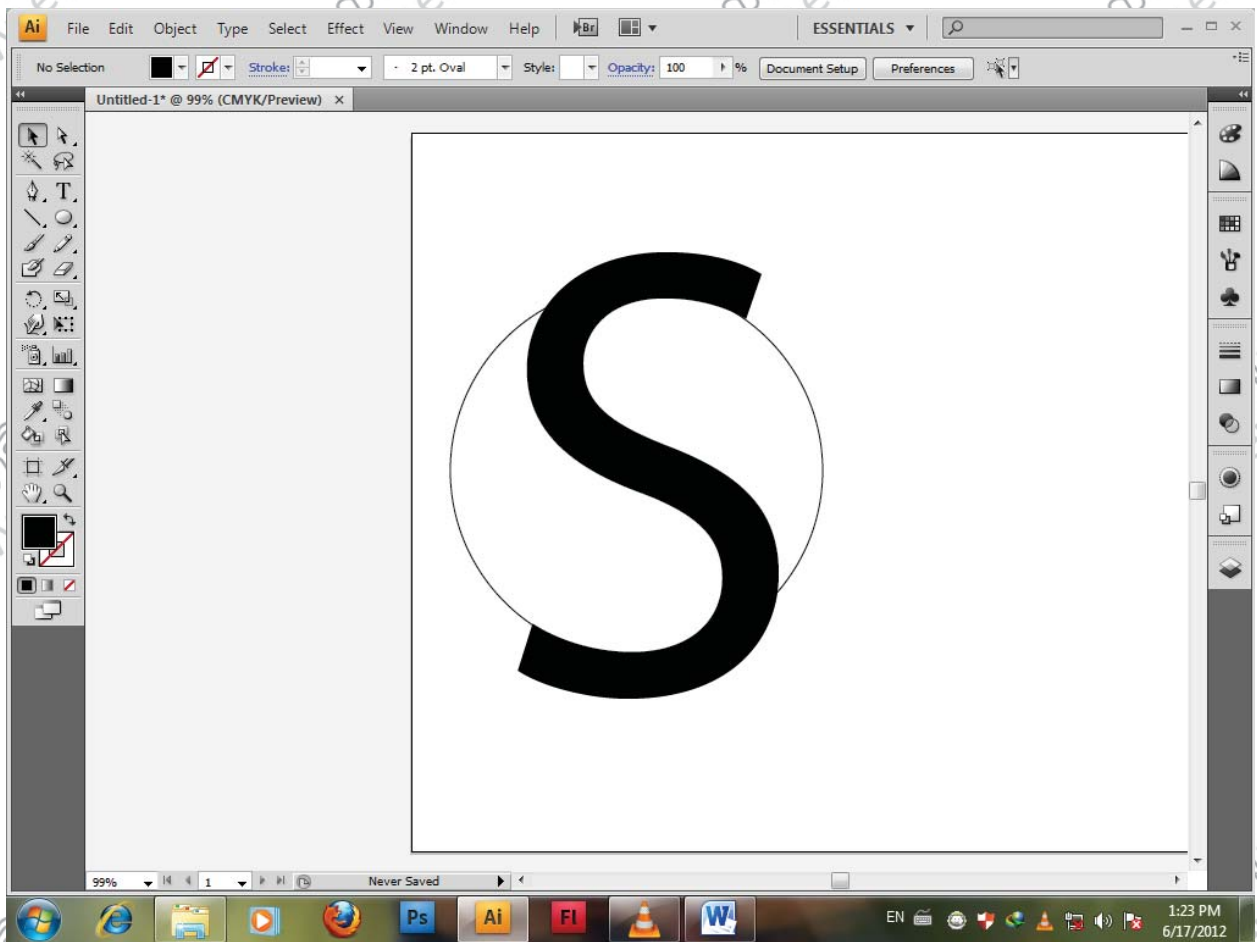 Ai File Edit Object Type Select Effect View Window Help Br ESSENTIALS
No Selection Stroke: 2 pt. Oval Style: Opacity: 100 % Document Setup Preferences
Untitled-1* @ 99% (CMYK/Preview) ×
T
S
99% 1 Never Saved
Ps Ai Fl W EN 1:23 PM
6/17/2012